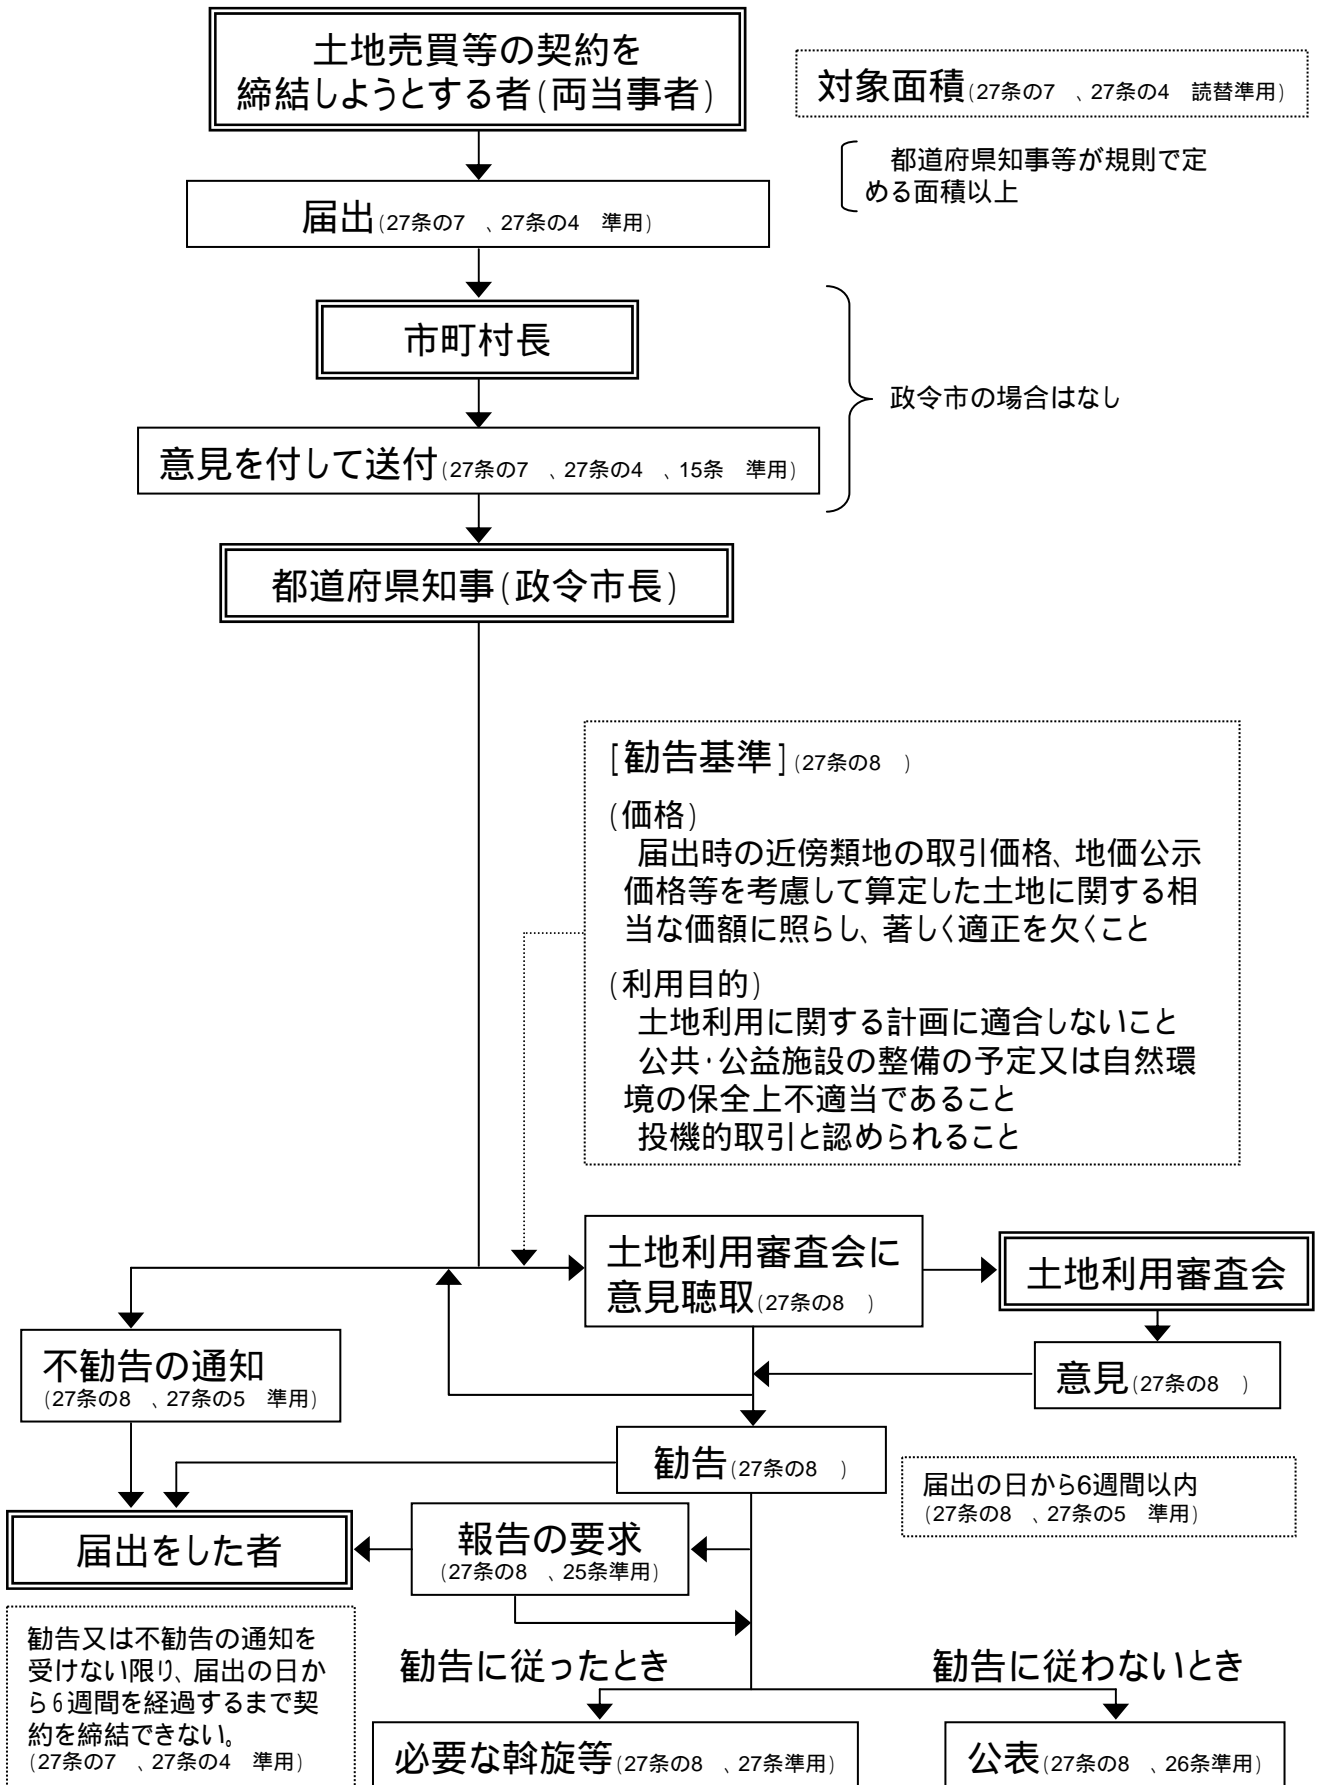 土地売買等の契約を
締結しようとする者(両当事者)
対象面積(27条の7　、27条の4　読替準用)
都道府県知事等が規則で定
める面積以上
届出(27条の7　、27条の4　準用)
市町村長
政令市の場合はなし
意見を付して送付(27条の7　、27条の4　、15条　準用)
都道府県知事(政令市長)
[勧告基準](27条の8　)
(価格)
届出時の近傍類地の取引価格、地価公示
価格等を考慮して算定した土地に関する相
当な価額に照らし、著しく適正を欠くこと
(利用目的)
土地利用に関する計画に適合しないこと
公共・公益施設の整備の予定又は自然環
境の保全上不適当であること
投機的取引と認められること
土地利用審査会に
意見聴取(27条の8　)
土地利用審査会
不勧告の通知
(27条の8　、27条の5　準用)
意見(27条の8　)
勧告(27条の8　)
届出の日から6週間以内
(27条の8　、27条の5　準用)
届出をした者
報告の要求
(27条の8　、25条準用)
勧告又は不勧告の通知を
受けない限り、届出の日か
ら6週間を経過するまで契
約を締結できない。
(27条の7　、27条の4　準用)
勧告に従ったとき
勧告に従わないとき
必要な斡旋等(27条の8　、27条準用)
公表(27条の8　、26条準用)